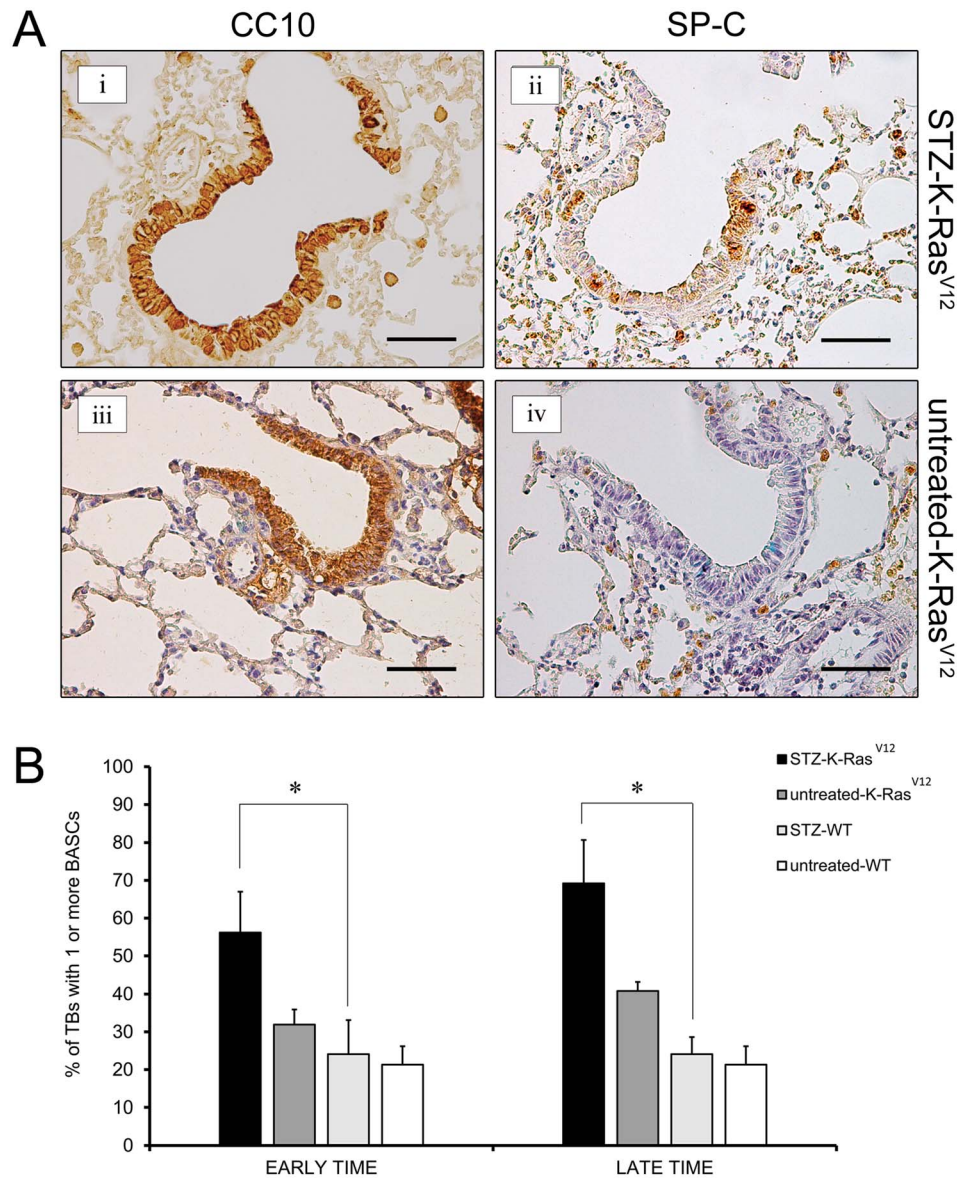 A
CC10
SP-C
i
ii
STZ-K-Ras^V12
iii
iv
untreated-K-Ras^V12
B
% of TBs with 1 or more BASCs
100
90
80
70
60
50
40
30
20
10
0
*
*
STZ-K-Ras V12
untreated-K-Ras V12
STZ-WT
untreated-WT
EARLY TIME
LATE TIME